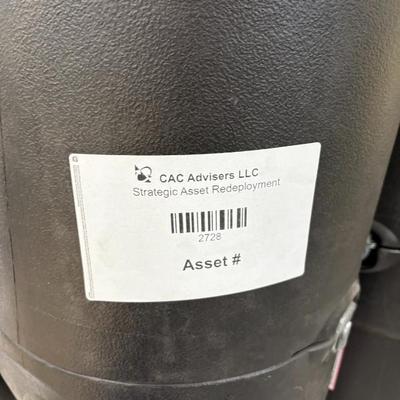 CAC Advisers LLC
Strategic Asset Redeployment
2728
Asset #